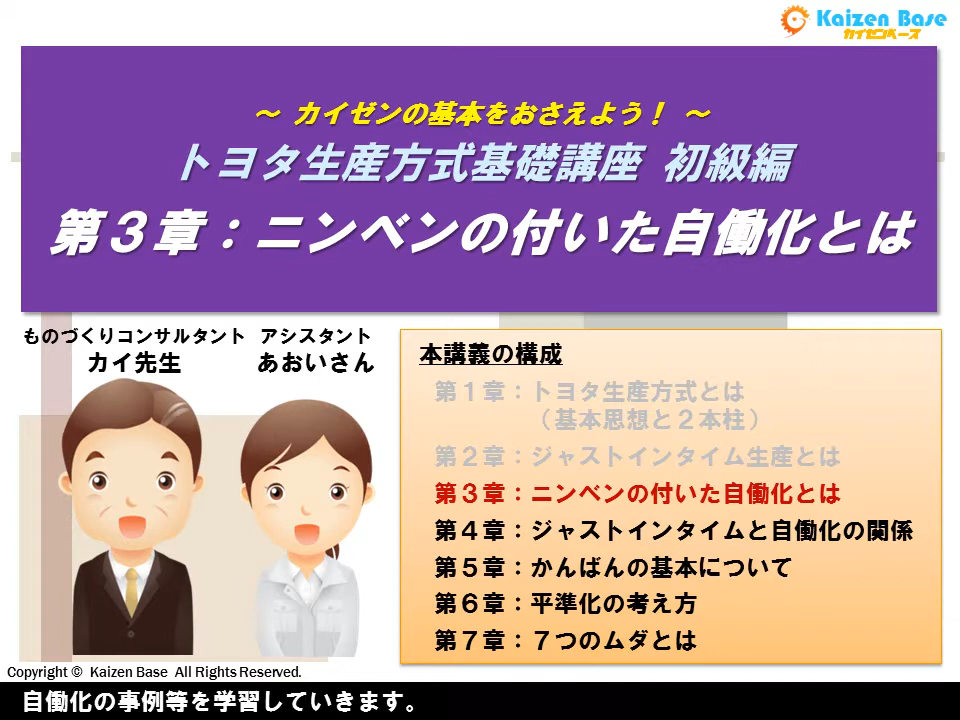 Kaizen Base
カイゼンベース
～ カイゼンの基本をおさえよう！ ～
トヨタ生産方式基礎講座 初級編
第３章：ニンベンの付いた自働化とは
ものづくりコンサルタント
カイ先生
アシスタント
あおいさん
本講義の構成
第１章：トヨタ生産方式とは
（基本思想と２本柱）
第２章：ジャストインタイム生産とは
第３章：ニンベンの付いた自働化とは
第４章：ジャストインタイムと自働化の関係
第５章：かんばんの基本について
第６章：平準化の考え方
第７章：７つのムダとは
Copyright © Kaizen Base All Rights Reserved.
自働化の事例等を学習していきます。